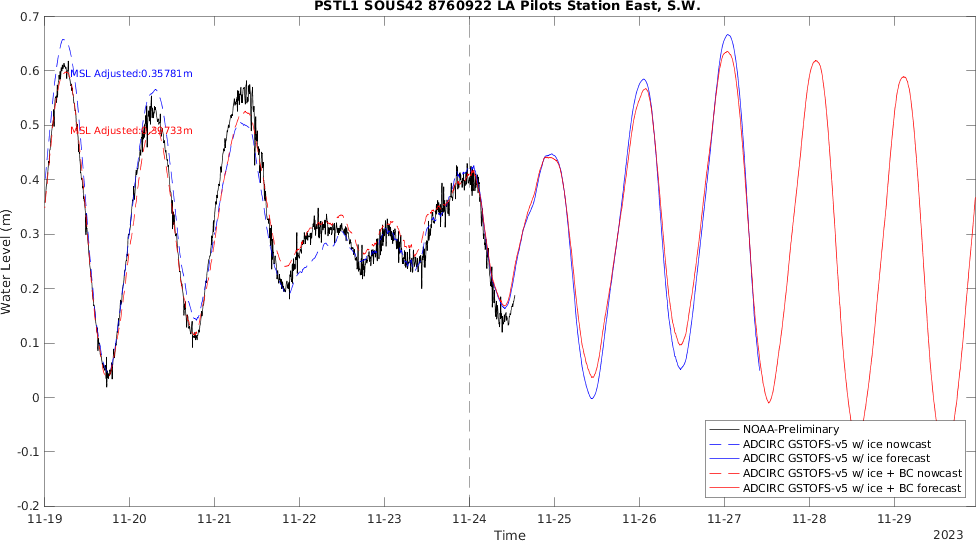 PSTL1 SOUS42 8760922 LA Pilots Station East, S.W.
0.7
0.6
0.5
0.4
0.3
0.2
0.1
0
-0.1
-0.2
Water Level (m)
MSL Adjusted:0.35781m
MSL Adjusted:0.39733m
NOAA-Preliminary
ADCIRC GSTOFS-v5 w/ ice nowcast
ADCIRC GSTOFS-v5 w/ ice forecast
ADCIRC GSTOFS-v5 w/ ice + BC nowcast
ADCIRC GSTOFS-v5 w/ ice + BC forecast
11-19 11-20 11-21 11-22 11-23 11-24 11-25 11-26 11-27 11-28 11-29
Time
2023